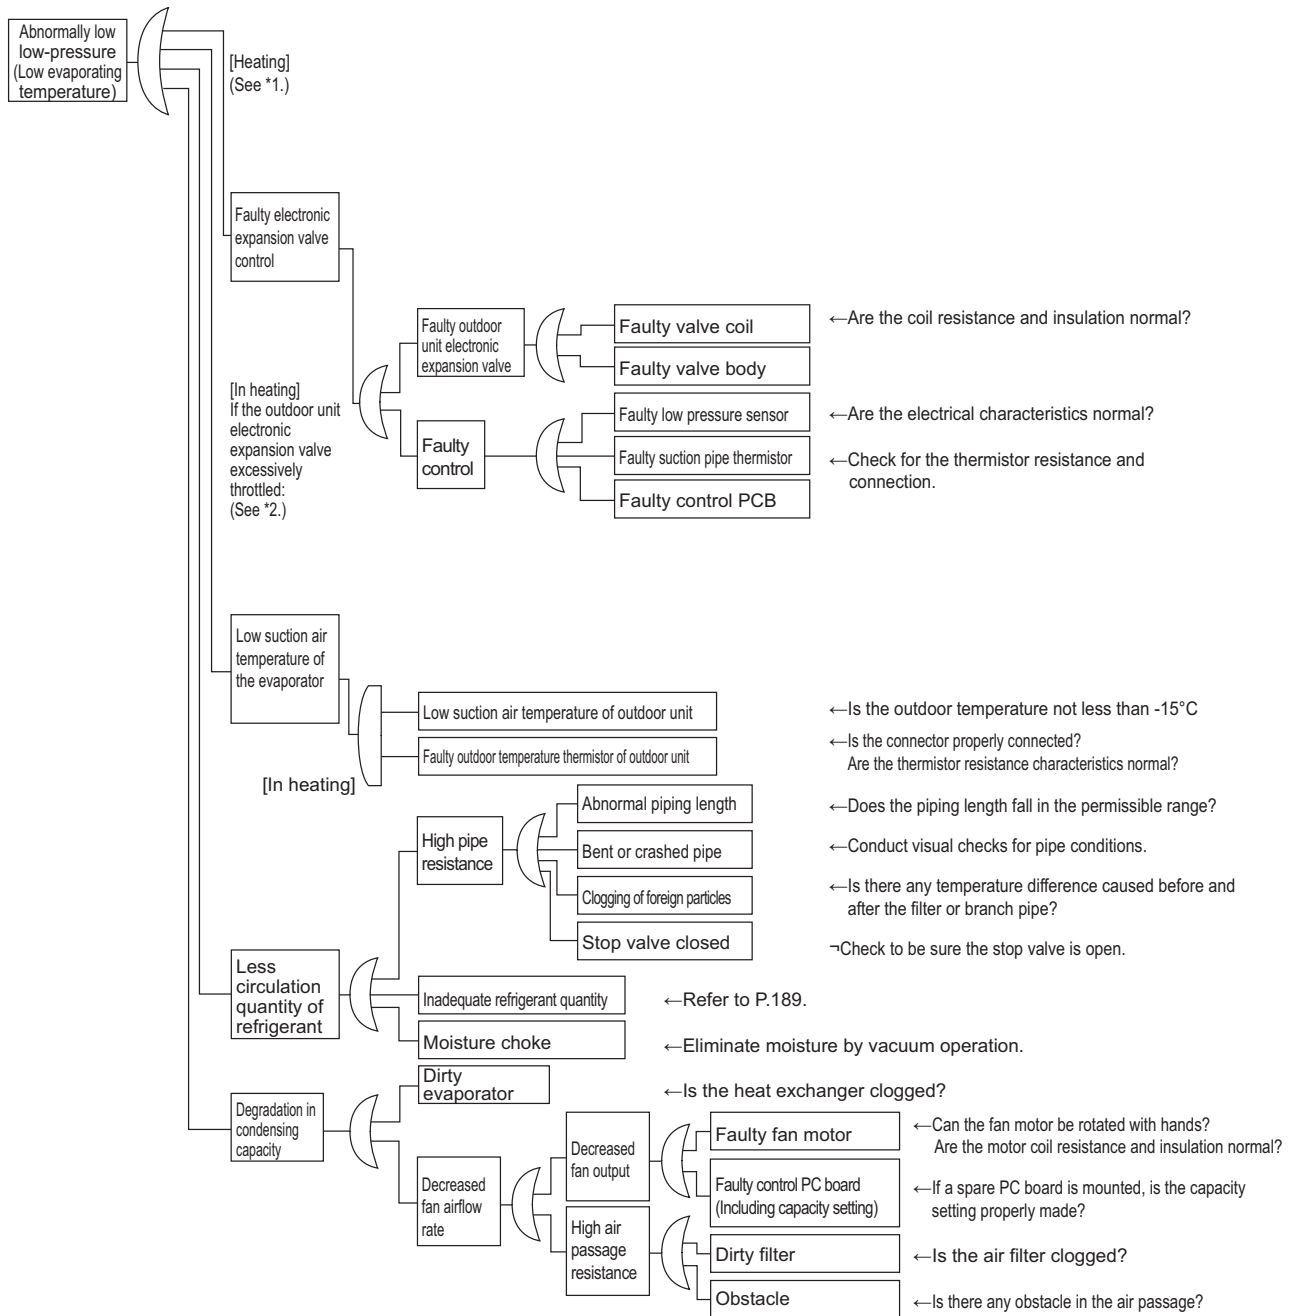 Abnormally low
low-pressure
(Low evaporating
temperature)
[Heating]
(See *1.)
Faulty electronic
expansion valve
control
[In heating]
If the outdoor unit
electronic
expansion valve
excessively
throttled:
(See *2.)
Faulty outdoor
unit electronic
expansion valve
Faulty valve coil
←Are the coil resistance and insulation normal?
Faulty valve body
Faulty
control
Faulty low pressure sensor
←Are the electrical characteristics normal?
Faulty suction pipe thermistor
←Check for the thermistor resistance and
connection.
Faulty control PCB
Low suction air
temperature of
the evaporator
[In heating]
Low suction air temperature of outdoor unit
←Is the outdoor temperature not less than -15°C
Faulty outdoor temperature thermistor of outdoor unit
←Is the connector properly connected?
Are the thermistor resistance characteristics normal?
Less
circulation
quantity of
refrigerant
High pipe
resistance
Abnormal piping length
←Does the piping length fall in the permissible range?
Bent or crashed pipe
←Conduct visual checks for pipe conditions.
Clogging of foreign particles
←Is there any temperature difference caused before and
after the filter or branch pipe?
Stop valve closed
¬Check to be sure the stop valve is open.
Inadequate refrigerant quantity
←Refer to P.189.
Moisture choke
←Eliminate moisture by vacuum operation.
Degradation in
condensing
capacity
Dirty
evaporator
←Is the heat exchanger clogged?
Decreased
fan airflow
rate
Decreased
fan output
Faulty fan motor
←Can the fan motor be rotated with hands?
Are the motor coil resistance and insulation normal?
Faulty control PC board
(Including capacity setting)
←If a spare PC board is mounted, is the capacity
setting properly made?
High air
passage
resistance
Dirty filter
←Is the air filter clogged?
Obstacle
←Is there any obstacle in the air passage?